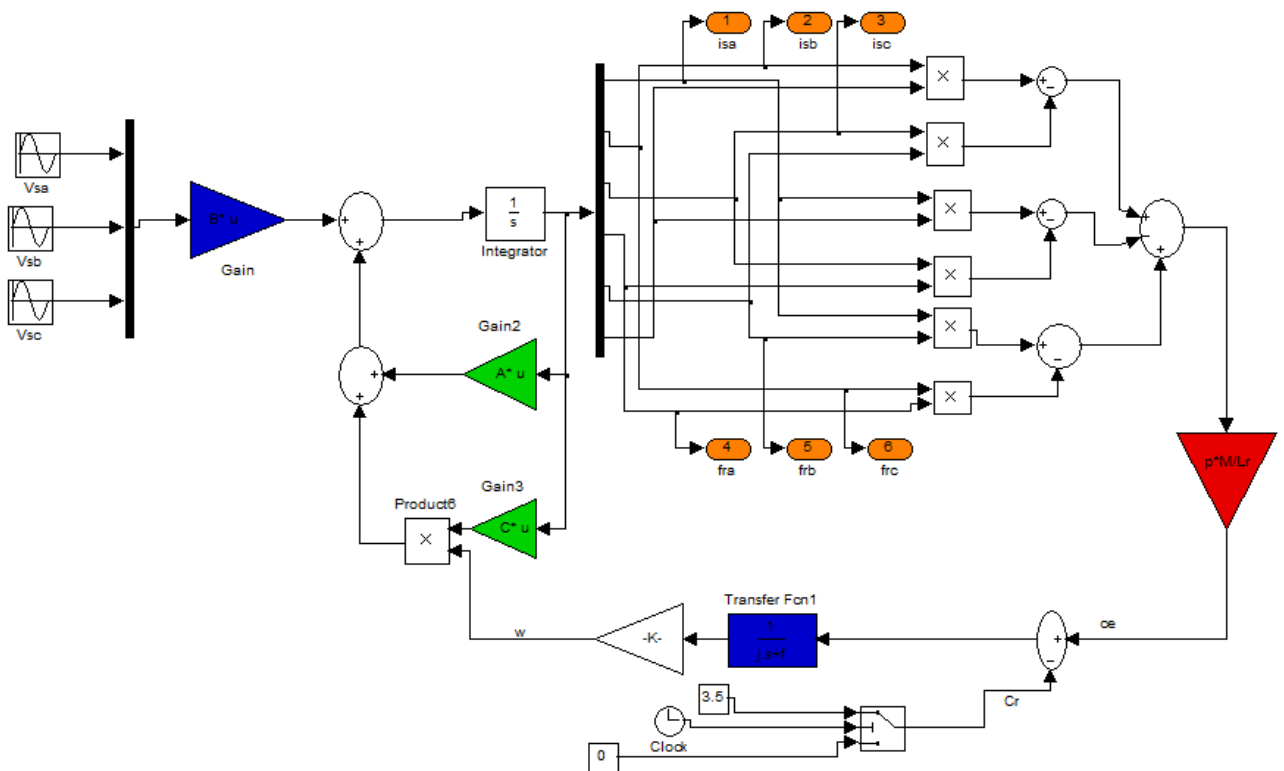 1 2 3
isa isb isc
Vsa
Vsb
Vsc
B* u
Gain
+
+
1
s
Integrator
× + −
×
× + −
×
×
+ −
×
+ − +
Gain2
A* u
+
+
4 5 6
fra frb frc
Gain3
C* u
Product6
×
p*M/Lr
Transfer Fcn1
1
j.s+f
-K-
w
ce
+
−
3.5
Cr
Clock
0